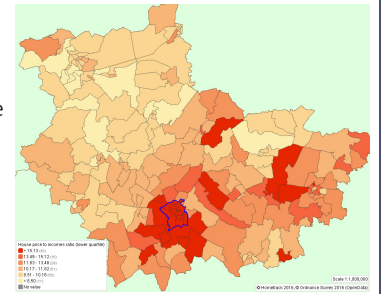 e
House price to incomes ratio (lower quartile)
> 15.13
13.49 - 15.12
11.83 - 13.48
10.17 - 11.82
8.51 - 10.16
< 8.50
No value
Scale 1:1,000,000
© Hometrack 2016, © Ordnance Survey 2016 (OpenData)